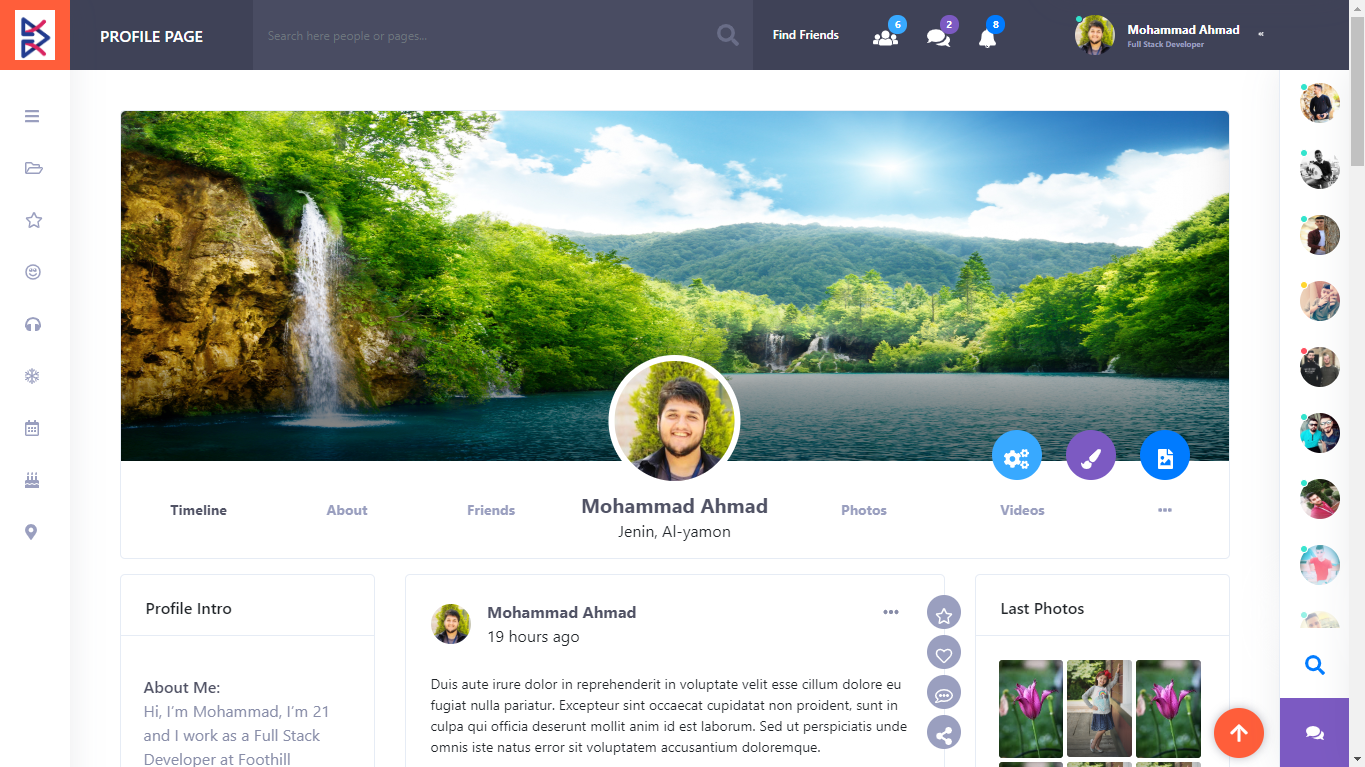 PROFILE PAGE
Search here people or pages...
Find Friends
6
2
8
Mohammad Ahmad
Full Stack Developer
«
Timeline
About
Friends
Mohammad Ahmad
Jenin, Al-yamon
Photos
Videos
Profile Intro
About Me:
Hi, I’m Mohammad, I’m 21
and I work as a Full Stack
Developer at Foothill
Mohammad Ahmad
19 hours ago
Duis aute irure dolor in reprehenderit in voluptate velit esse cillum dolore eu
fugiat nulla pariatur. Excepteur sint occaecat cupidatat non proident, sunt in
culpa qui officia deserunt mollit anim id est laborum. Sed ut perspiciatis unde
omnis iste natus error sit voluptatem accusantium doloremque.
Last Photos